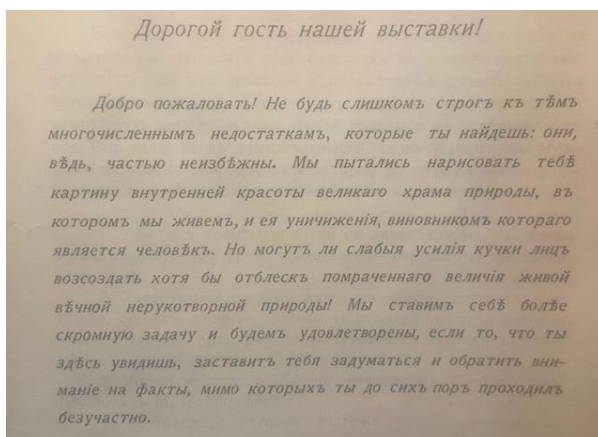 Дорогой гость нашей выставки!
Добро пожаловать! Не будь слишкомъ строгъ къ тѣмъ
многочисленнымъ недостаткамъ, которые ты найдешь: они,
вѣдь, частью неизбѣжны. Мы пытались нарисовать тебѣ
картину внутренней красоты великаго храма природы, въ
которомъ мы живемъ, и ея уничиженія, виновникомъ котораго
является человѣкъ. Но могутъ ли слабыя усилія кучки лицъ
возсоздать хотя бы отблескъ помраченнаго величія живой
вѣчной нерукотворной природы! Мы ставимъ себѣ болѣе
скромную задачу и будемъ удовлетворены, если то, что ты
здѣсь увидишь, заставитъ тебя задуматься и обратить вни-
маніе на факты, мимо которыхъ ты до сихъ поръ проходилъ
безучастно.